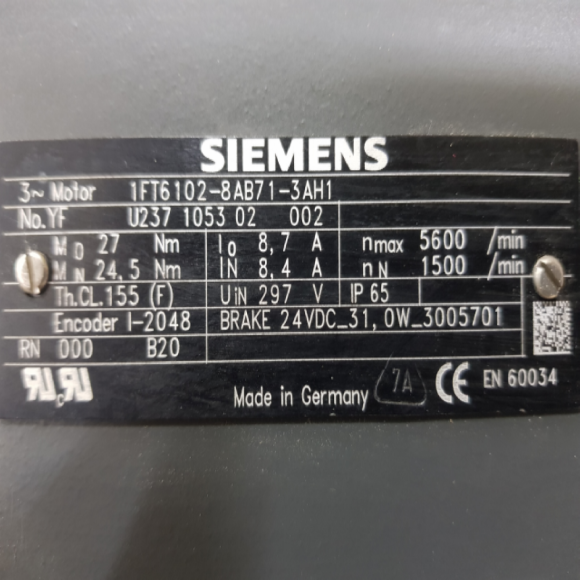 SIEMENS
3~ Motor 1FT6102-8AB71-3AH1
No.YF U237 1053 02 002
M0 27 Nm I0 8,7 A nmax 5600 /min
MN 24,5 Nm IN 8,4 A nN 1500 /min
Th.CL.155 (F) UiN 297 V IP 65
Encoder I-2048 BRAKE 24VDC_31,0W_3005701
RN 000 B20
c RU US
Made in Germany 7A CE EN 60034